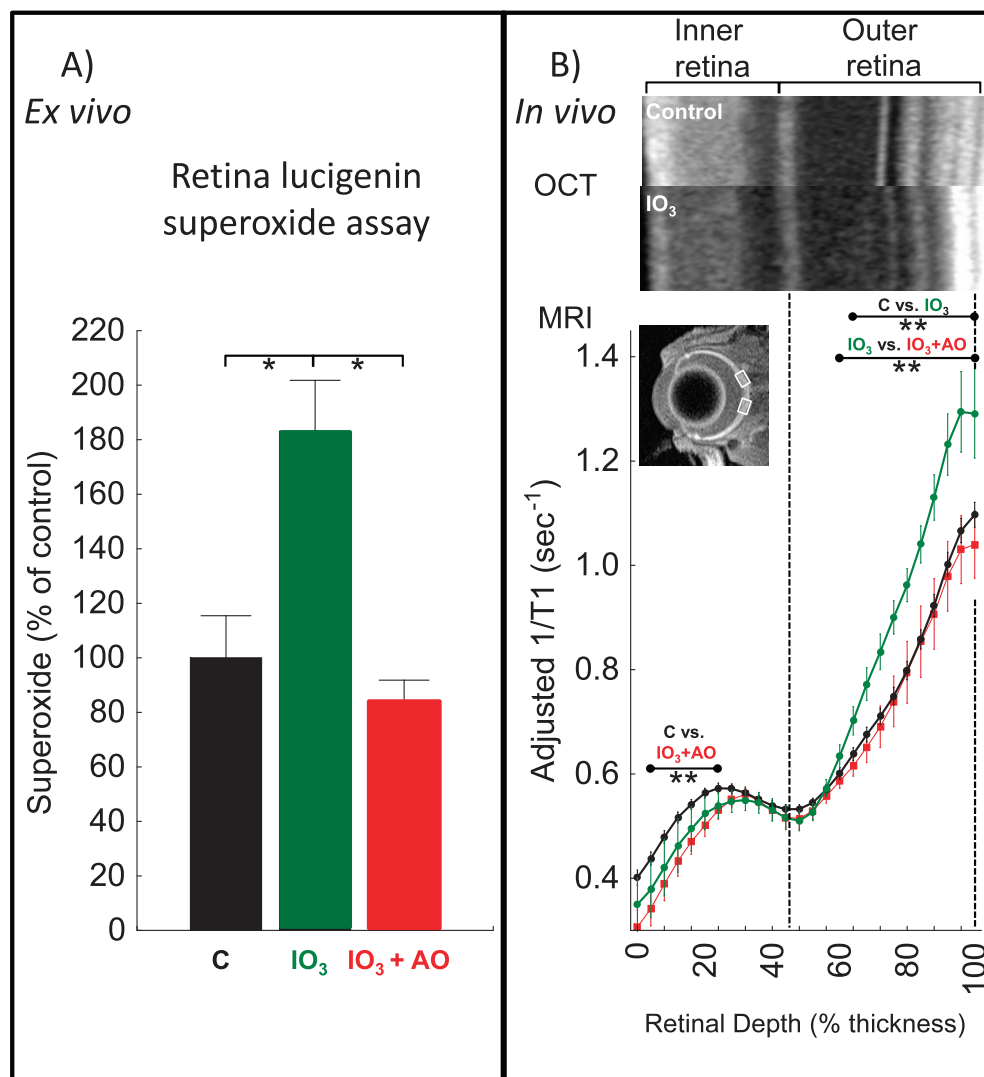 A)
Ex vivo
Retina lucigenin
superoxide assay
Superoxide (% of control)
220
200
180
160
140
120
100
80
60
40
20
0
*
*
C
IO₃
IO₃ + AO
B)
In vivo
Inner
retina
Outer
retina
OCT
Control
IO₃
MRI
C vs. IO₃
**
IO₃ vs. IO₃+AO
**
C vs.
IO₃+AO
**
Adjusted 1/T1 (sec⁻¹)
1.4
1.2
1.0
0.8
0.6
0.4
0
20
40
60
80
100
Retinal Depth (% thickness)